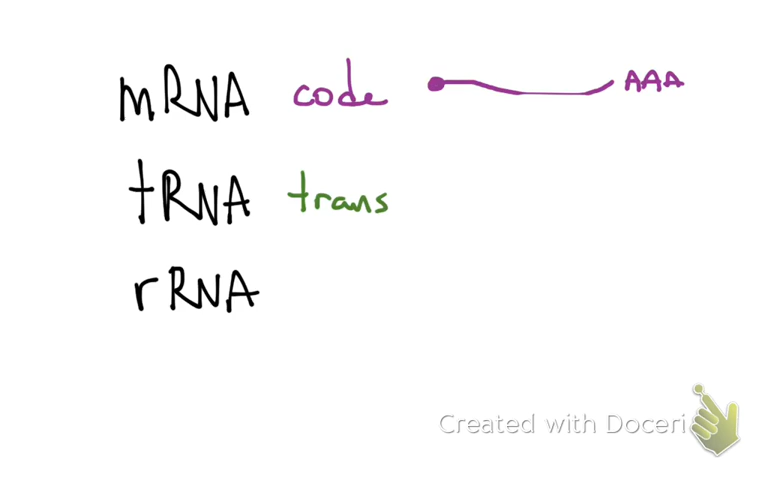 mRNA code AAA
tRNA trans
rRNA
Created with Doceri